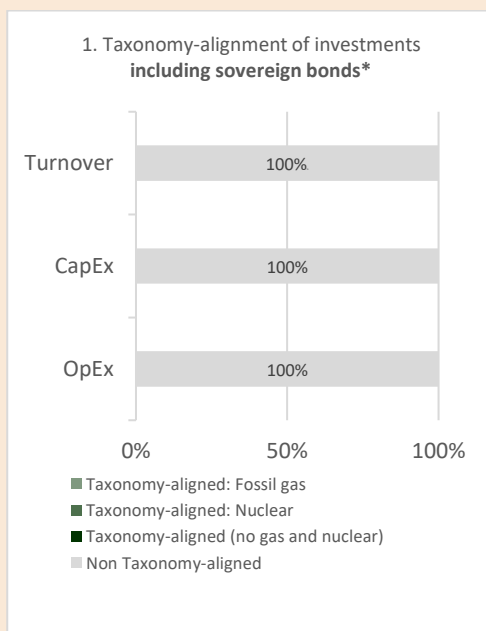 1. Taxonomy-alignment of investments
including sovereign bonds*
Turnover
100%
CapEx
100%
OpEx
100%
0% 50% 100%
Taxonomy-aligned: Fossil gas
Taxonomy-aligned: Nuclear
Taxonomy-aligned (no gas and nuclear)
Non Taxonomy-aligned